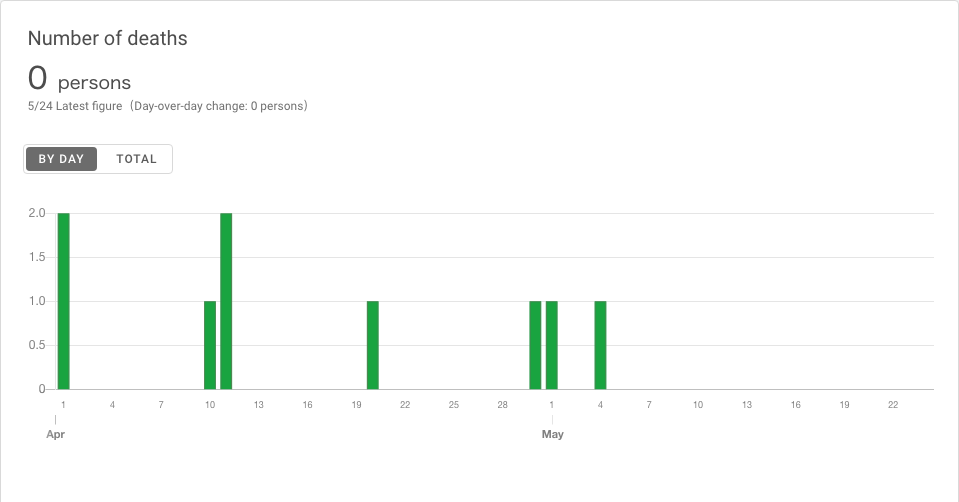 Number of deaths
0 persons
5/24 Latest figure（Day-over-day change: 0 persons）
BY DAY TOTAL
2.0
1.5
1.0
0.5
0
1 4 7 10 13 16 19 22 25 28 1 4 7 10 13 16 19 22
Apr May